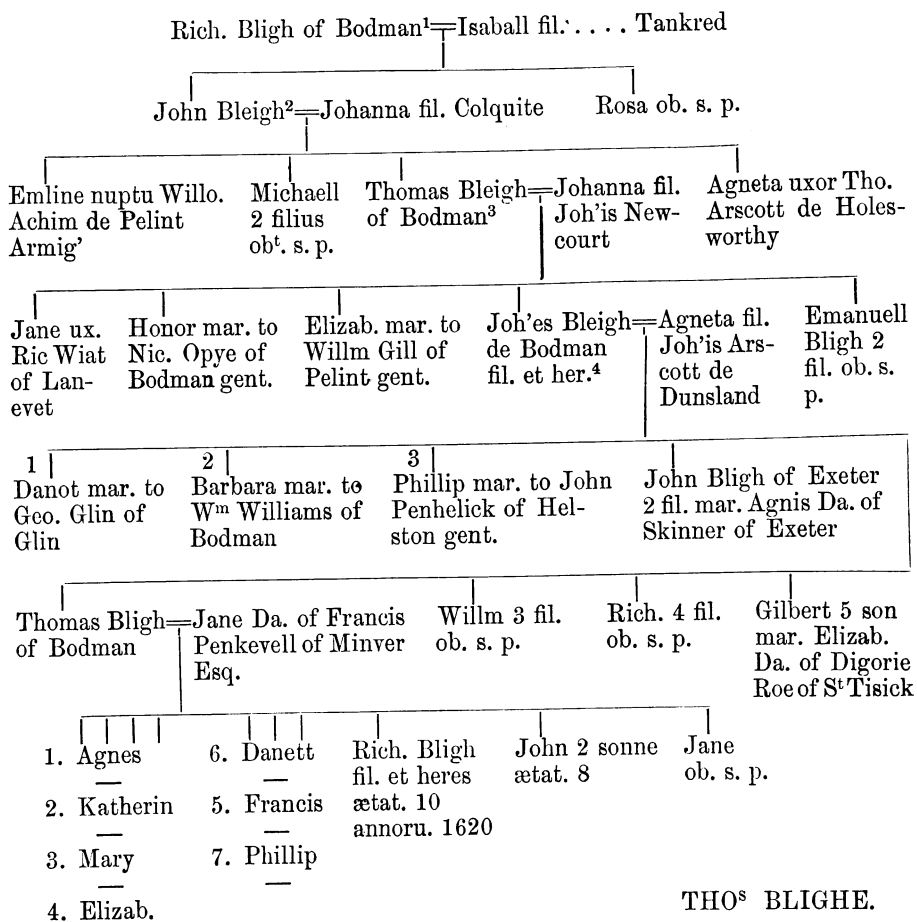 Rich. Bligh of Bodman¹=Isaball fil. . . . . Tankred
John Bleigh²=Johanna fil. Colquite
Rosa ob. s. p.
Emline nuptu Willo.
Achim de Pelint
Armig'
Michaell
2 filius
obᵗ. s. p.
Thomas Bleigh=
of Bodman³
Johanna fil.
Joh'is New-
court
Agneta uxor Tho.
Arscott de Holes-
worthy
Jane ux.
Ric Wiat
of Lan-
evet
Honor mar. to
Nic. Opye of
Bodman gent.
Elizab. mar. to
Willm Gill of
Pelint gent.
Joh'es Bleigh=
de Bodman
fil. et her.⁴
Agneta fil.
Joh'is Ars-
cott de
Dunsland
Emanuell
Bligh 2
fil. ob. s.
p.
1
Danot mar. to
Geo. Glin of
Glin
2
Barbara mar. to
Wᵐ Williams of
Bodman
3
Phillip mar. to John
Penhelick of Hel-
ston gent.
John Bligh of Exeter
2 fil. mar. Agnis Da. of
Skinner of Exeter
Thomas Bligh=
of Bodman
Jane Da. of Francis
Penkevell of Minver
Esq.
Willm 3 fil.
ob. s. p.
Rich. 4 fil.
ob. s. p.
Gilbert 5 son
mar. Elizab.
Da. of Digorie
Roe of Sᵗ Tisick
1. Agnes
2. Katherin
3. Mary
4. Elizab.
6. Danett
5. Francis
7. Phillip
Rich. Bligh
fil. et heres
ætat. 10
annoru. 1620
John 2 sonne
ætat. 8
Jane
ob. s. p.
THOˢ BLIGHE.